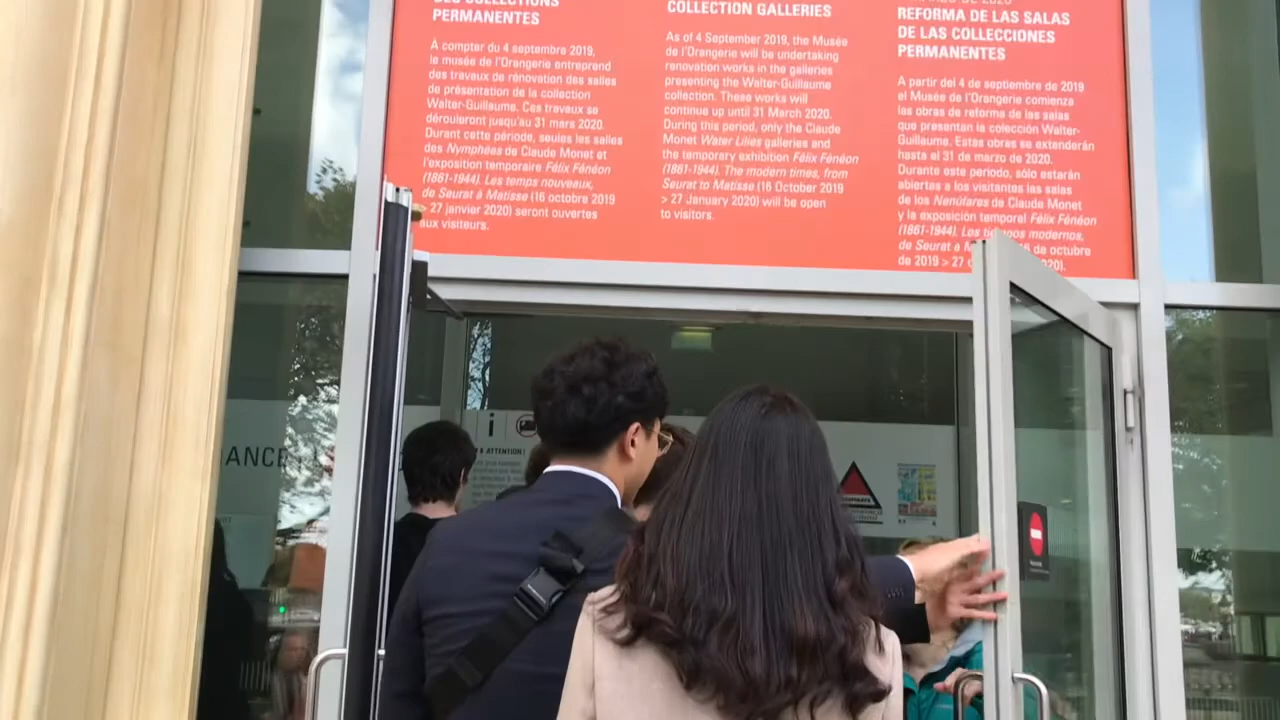 DES COLLECTIONS
PERMANENTES
À compter du 4 septembre 2019,
le musée de l'Orangerie entreprend
des travaux de rénovation des salles
de présentation de la collection
Walter-Guillaume. Ces travaux se
dérouleront jusqu'au 31 mars 2020.
Durant cette période, seules les salles
des Nymphéas de Claude Monet et
l'exposition temporaire Félix Fénéon
(1861-1944). Les temps nouveaux,
de Seurat à Matisse (16 octobre 2019
> 27 janvier 2020) seront ouvertes
aux visiteurs.
COLLECTION GALLERIES
As of 4 September 2019, the Musée
de l'Orangerie will be undertaking
renovation works in the galleries
presenting the Walter-Guillaume
collection. These works will
continue up until 31 March 2020.
During this period, only the Claude
Monet Water Lilies galleries and
the temporary exhibition Félix Fénéon
(1861-1944). The modern times, from
Seurat to Matisse (16 October 2019
> 27 January 2020) will be open
to visitors.
REFORMA DE LAS SALAS
DE LAS COLLECCIONES
PERMANENTES
A partir del 4 de septiembre de 2019
el Musée de l'Orangerie comienza
las obras de reforma de las salas
que presentan la colección Walter-
Guillaume. Estas obras se extenderán
hasta el 31 de marzo de 2020.
Durante este periodo, sólo estarán
abiertas a los visitantes las salas
de los Nenúfares de Claude Monet
y la exposición temporal Félix Fénéon
(1861-1944). Los tiempos modernos,
de Seurat a M 16 de octubre
de 2019 > 27 020).
ANCE
i
ATTENTION!